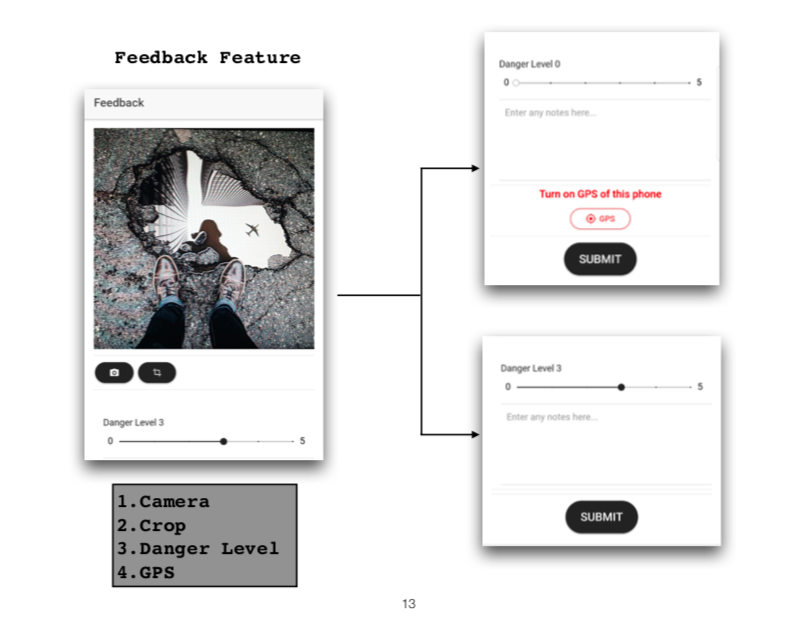 Feedback Feature
Feedback
Danger Level 3
0 5
1.Camera
2.Crop
3.Danger Level
4.GPS
Danger Level 0
0 5
Enter any notes here...
Turn on GPS of this phone
GPS
SUBMIT
Danger Level 3
0 5
Enter any notes here...
SUBMIT
13